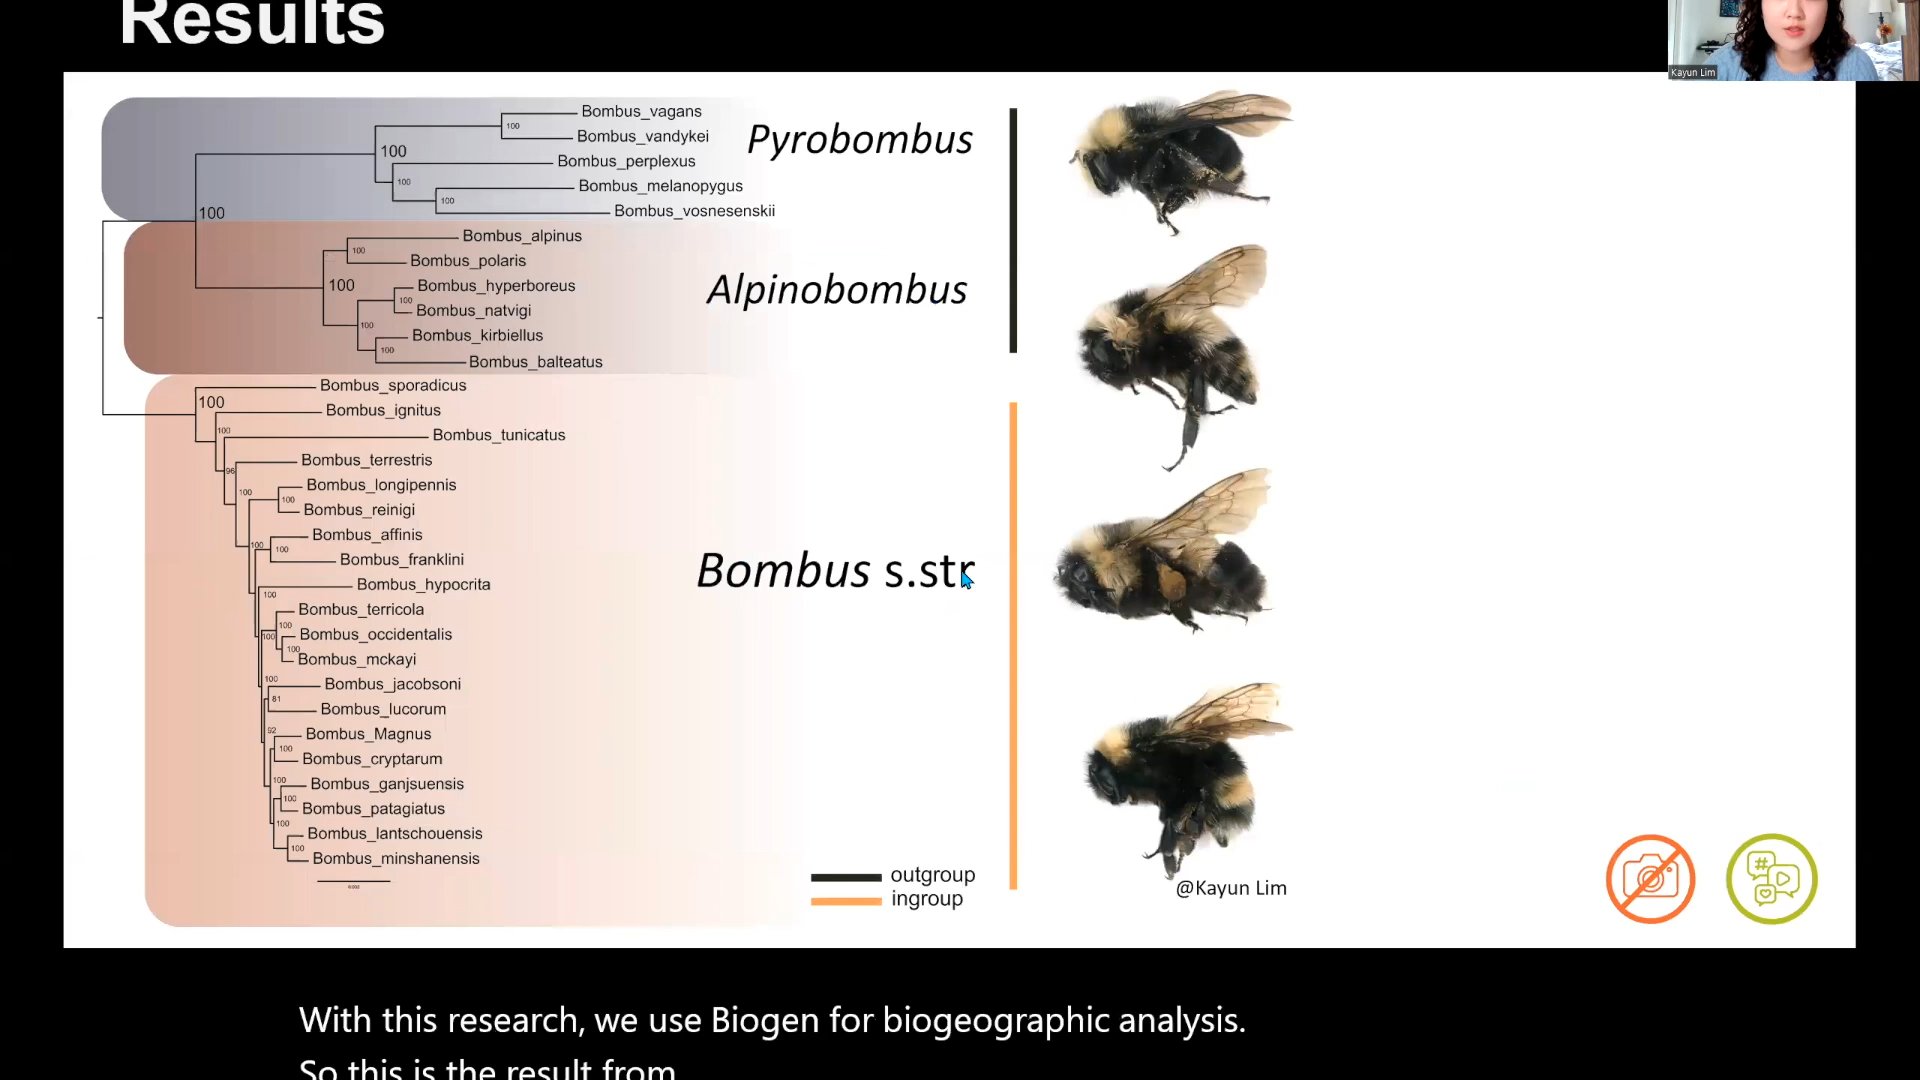 Results
Kayun Lim
Bombus_vagans
100
Bombus_vandykei
Pyrobombus
100
Bombus_perplexus
100
Bombus_melanopygus
100
Bombus_vosnesenskii
100
Bombus_alpinus
100
Bombus_polaris
100
Bombus_hyperboreus
Alpinobombus
100
Bombus_natvigi
100
Bombus_kirbiellus
100
Bombus_balteatus
Bombus_sporadicus
100
Bombus_ignitus
100
Bombus_tunicatus
Bombus_terrestris
96
Bombus_longipennis
100
100
Bombus_reinigi
Bombus_affinis
100
100
Bombus_franklini
Bombus s.str
Bombus_hypocrita
100
Bombus_terricola
100
Bombus_occidentalis
100
100
Bombus_mckayi
100
Bombus_jacobsoni
81
Bombus_lucorum
92
Bombus_Magnus
100
Bombus_cryptarum
100
Bombus_ganjsuensis
100
Bombus_patagiatus
100
Bombus_lantschouensis
100
Bombus_minshanensis
outgroup
ingroup
@Kayun Lim
With this research, we use Biogen for biogeographic analysis.
So this is the result from